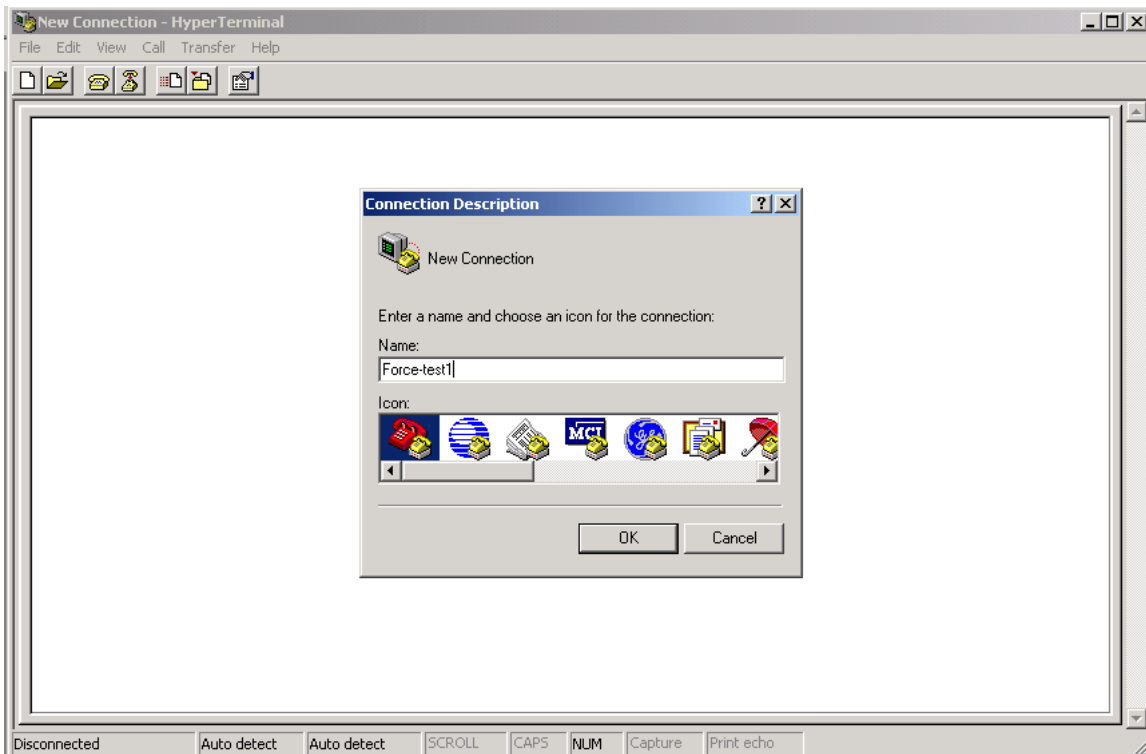 New Connection - HyperTerminal
File Edit View Call Transfer Help
Connection Description
New Connection
Enter a name and choose an icon for the connection:
Name:
Force-test1
Icon:
MCI
OK Cancel
Disconnected Auto detect Auto detect SCROLL CAPS NUM Capture Print echo